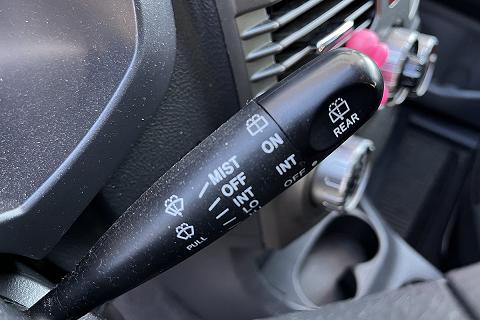 REAR
ON
INT
OFF
MIST
OFF
INT
LO
PULL